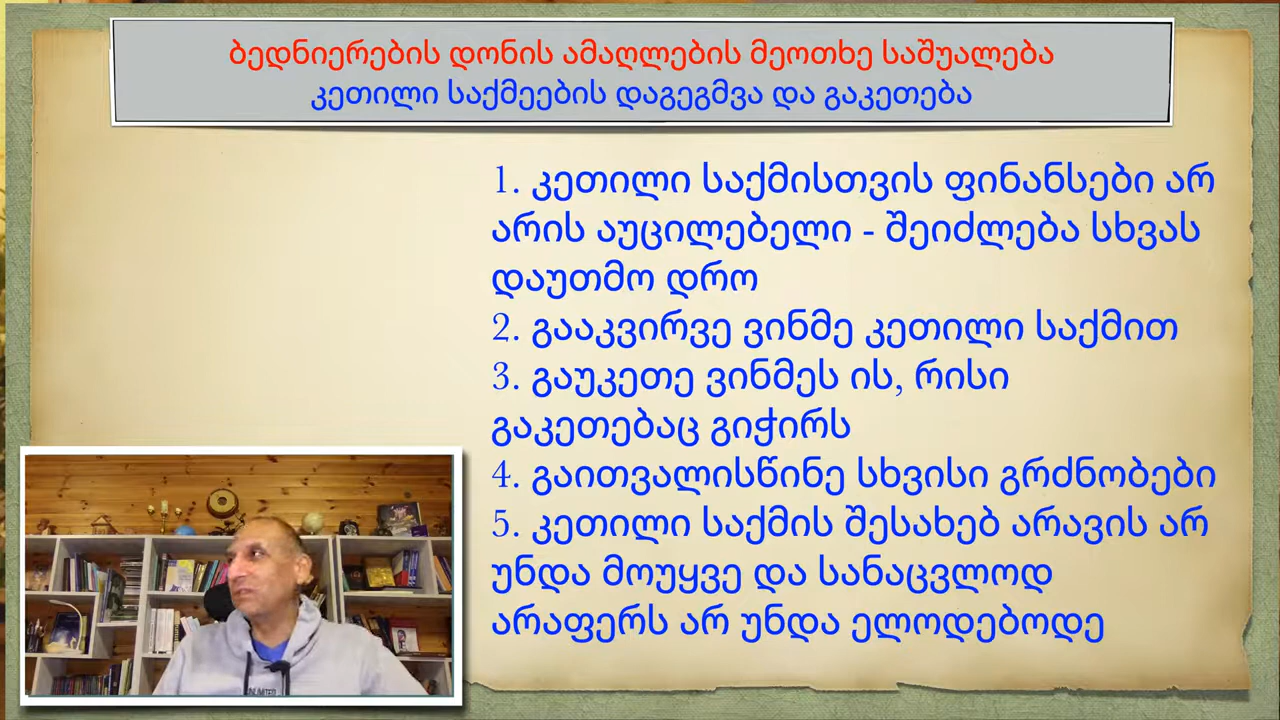 ბედნიერების დონის ამაღლების მეოთხე საშუალება
კეთილი საქმეების დაგეგმვა და გაკეთება
1. კეთილი საქმისთვის ფინანსები არ
არის აუცილებელი - შეიძლება სხვას
დაუთმო დრო
2. გააკვირვე ვინმე კეთილი საქმით
3. გაუკეთე ვინმეს ის, რისი
გაკეთებაც გიჭირს
4. გაითვალისწინე სხვისი გრძნობები
5. კეთილი საქმის შესახებ არავის არ
უნდა მოუყვე და სანაცვლოდ
არაფერს არ უნდა ელოდებოდე
UNLIMITED